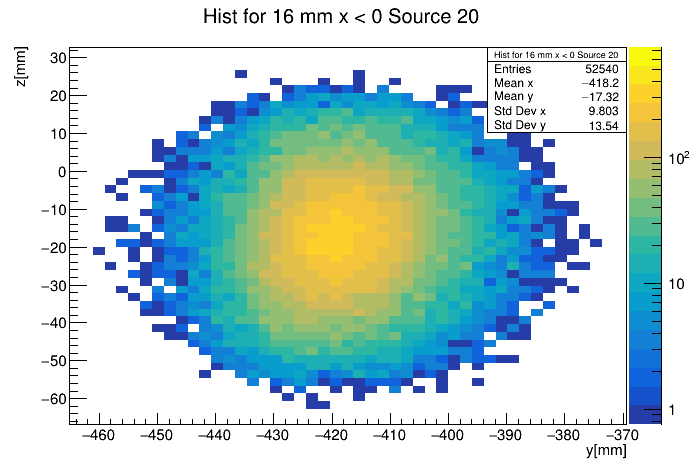 Hist for 16 mm x < 0 Source 20
z[mm]
30
20
10
0
−10
−20
−30
−40
−50
−60
−460 −450 −440 −430 −420 −410 −400 −390 −380 −370
y[mm]
Hist for 16 mm x < 0 Source 20
Entries 52540
Mean x −418.2
Mean y −17.32
Std Dev x 9.803
Std Dev y 13.54
10²
10
1